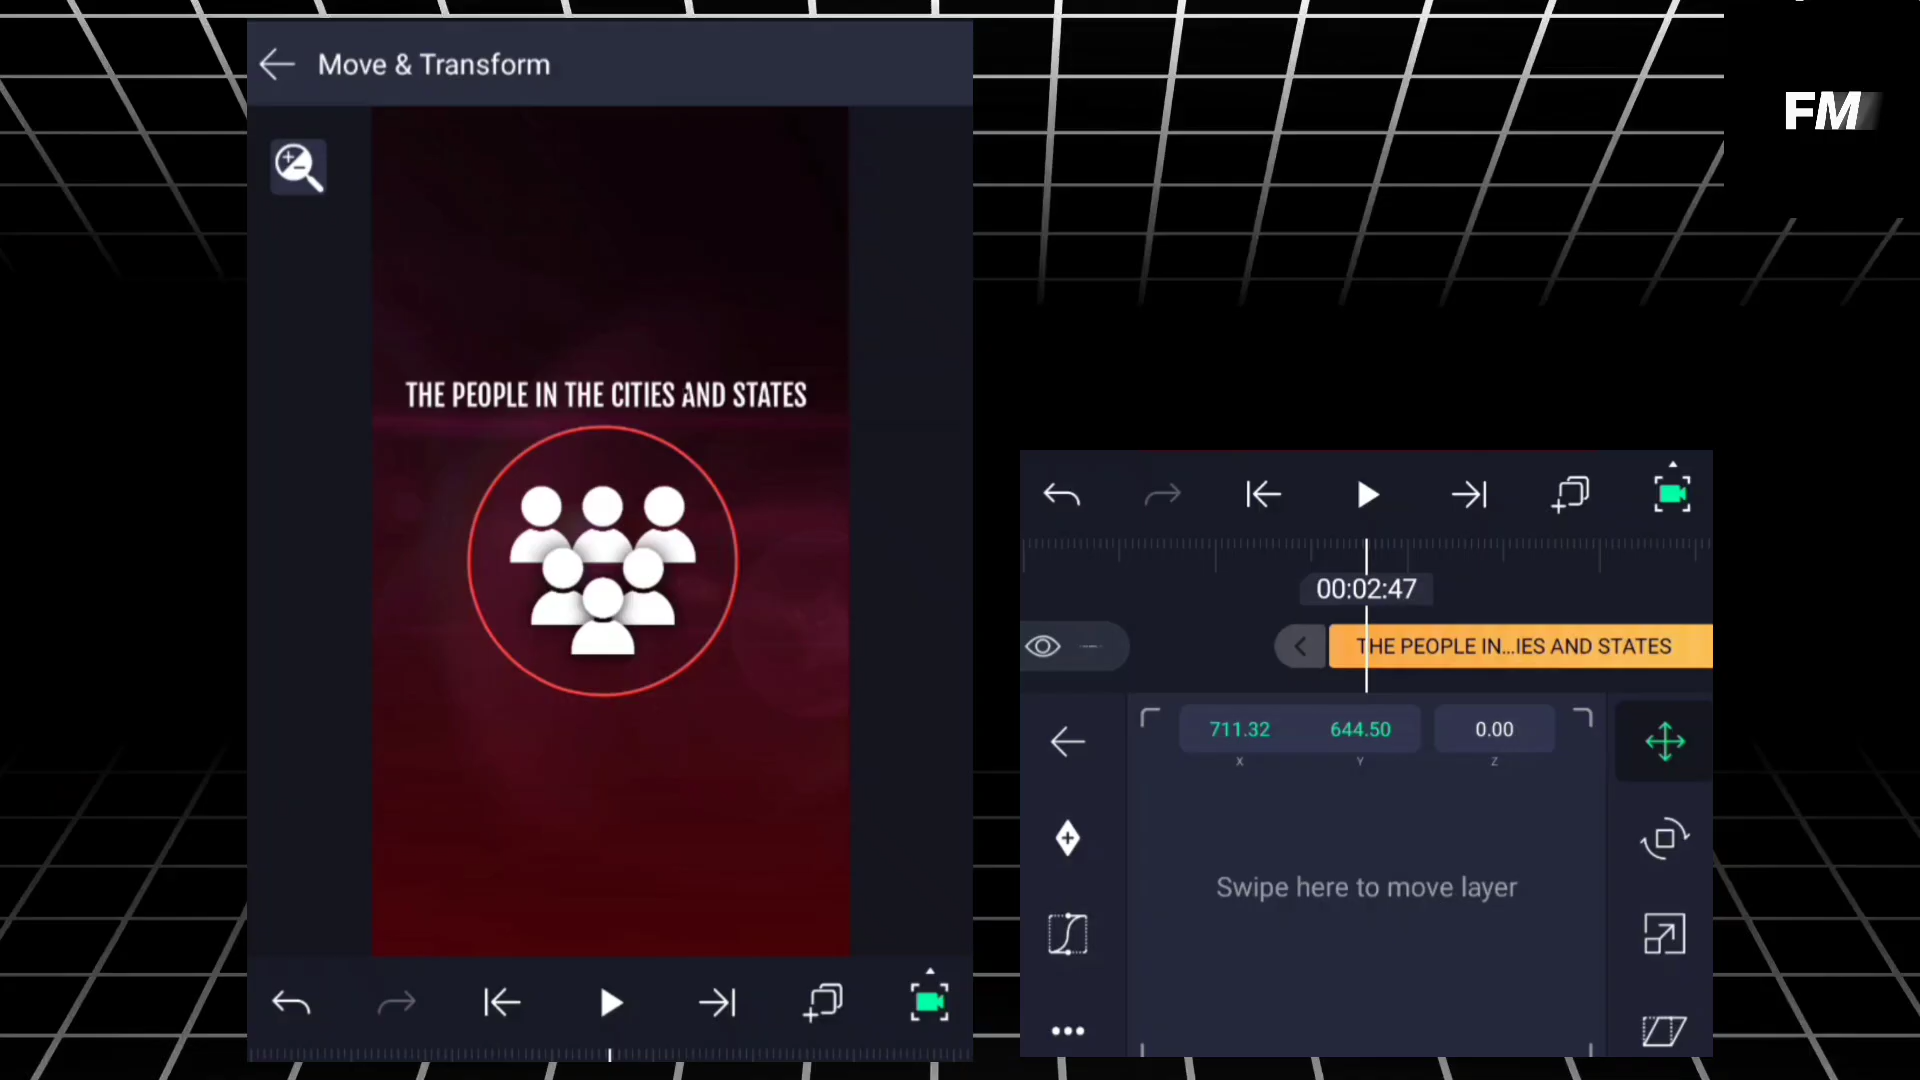 Move & Transform
FM
THE PEOPLE IN THE CITIES AND STATES
00:02:47
THE PEOPLE IN...IES AND STATES
711.32 644.50 0.00
X Y Z
Swipe here to move layer